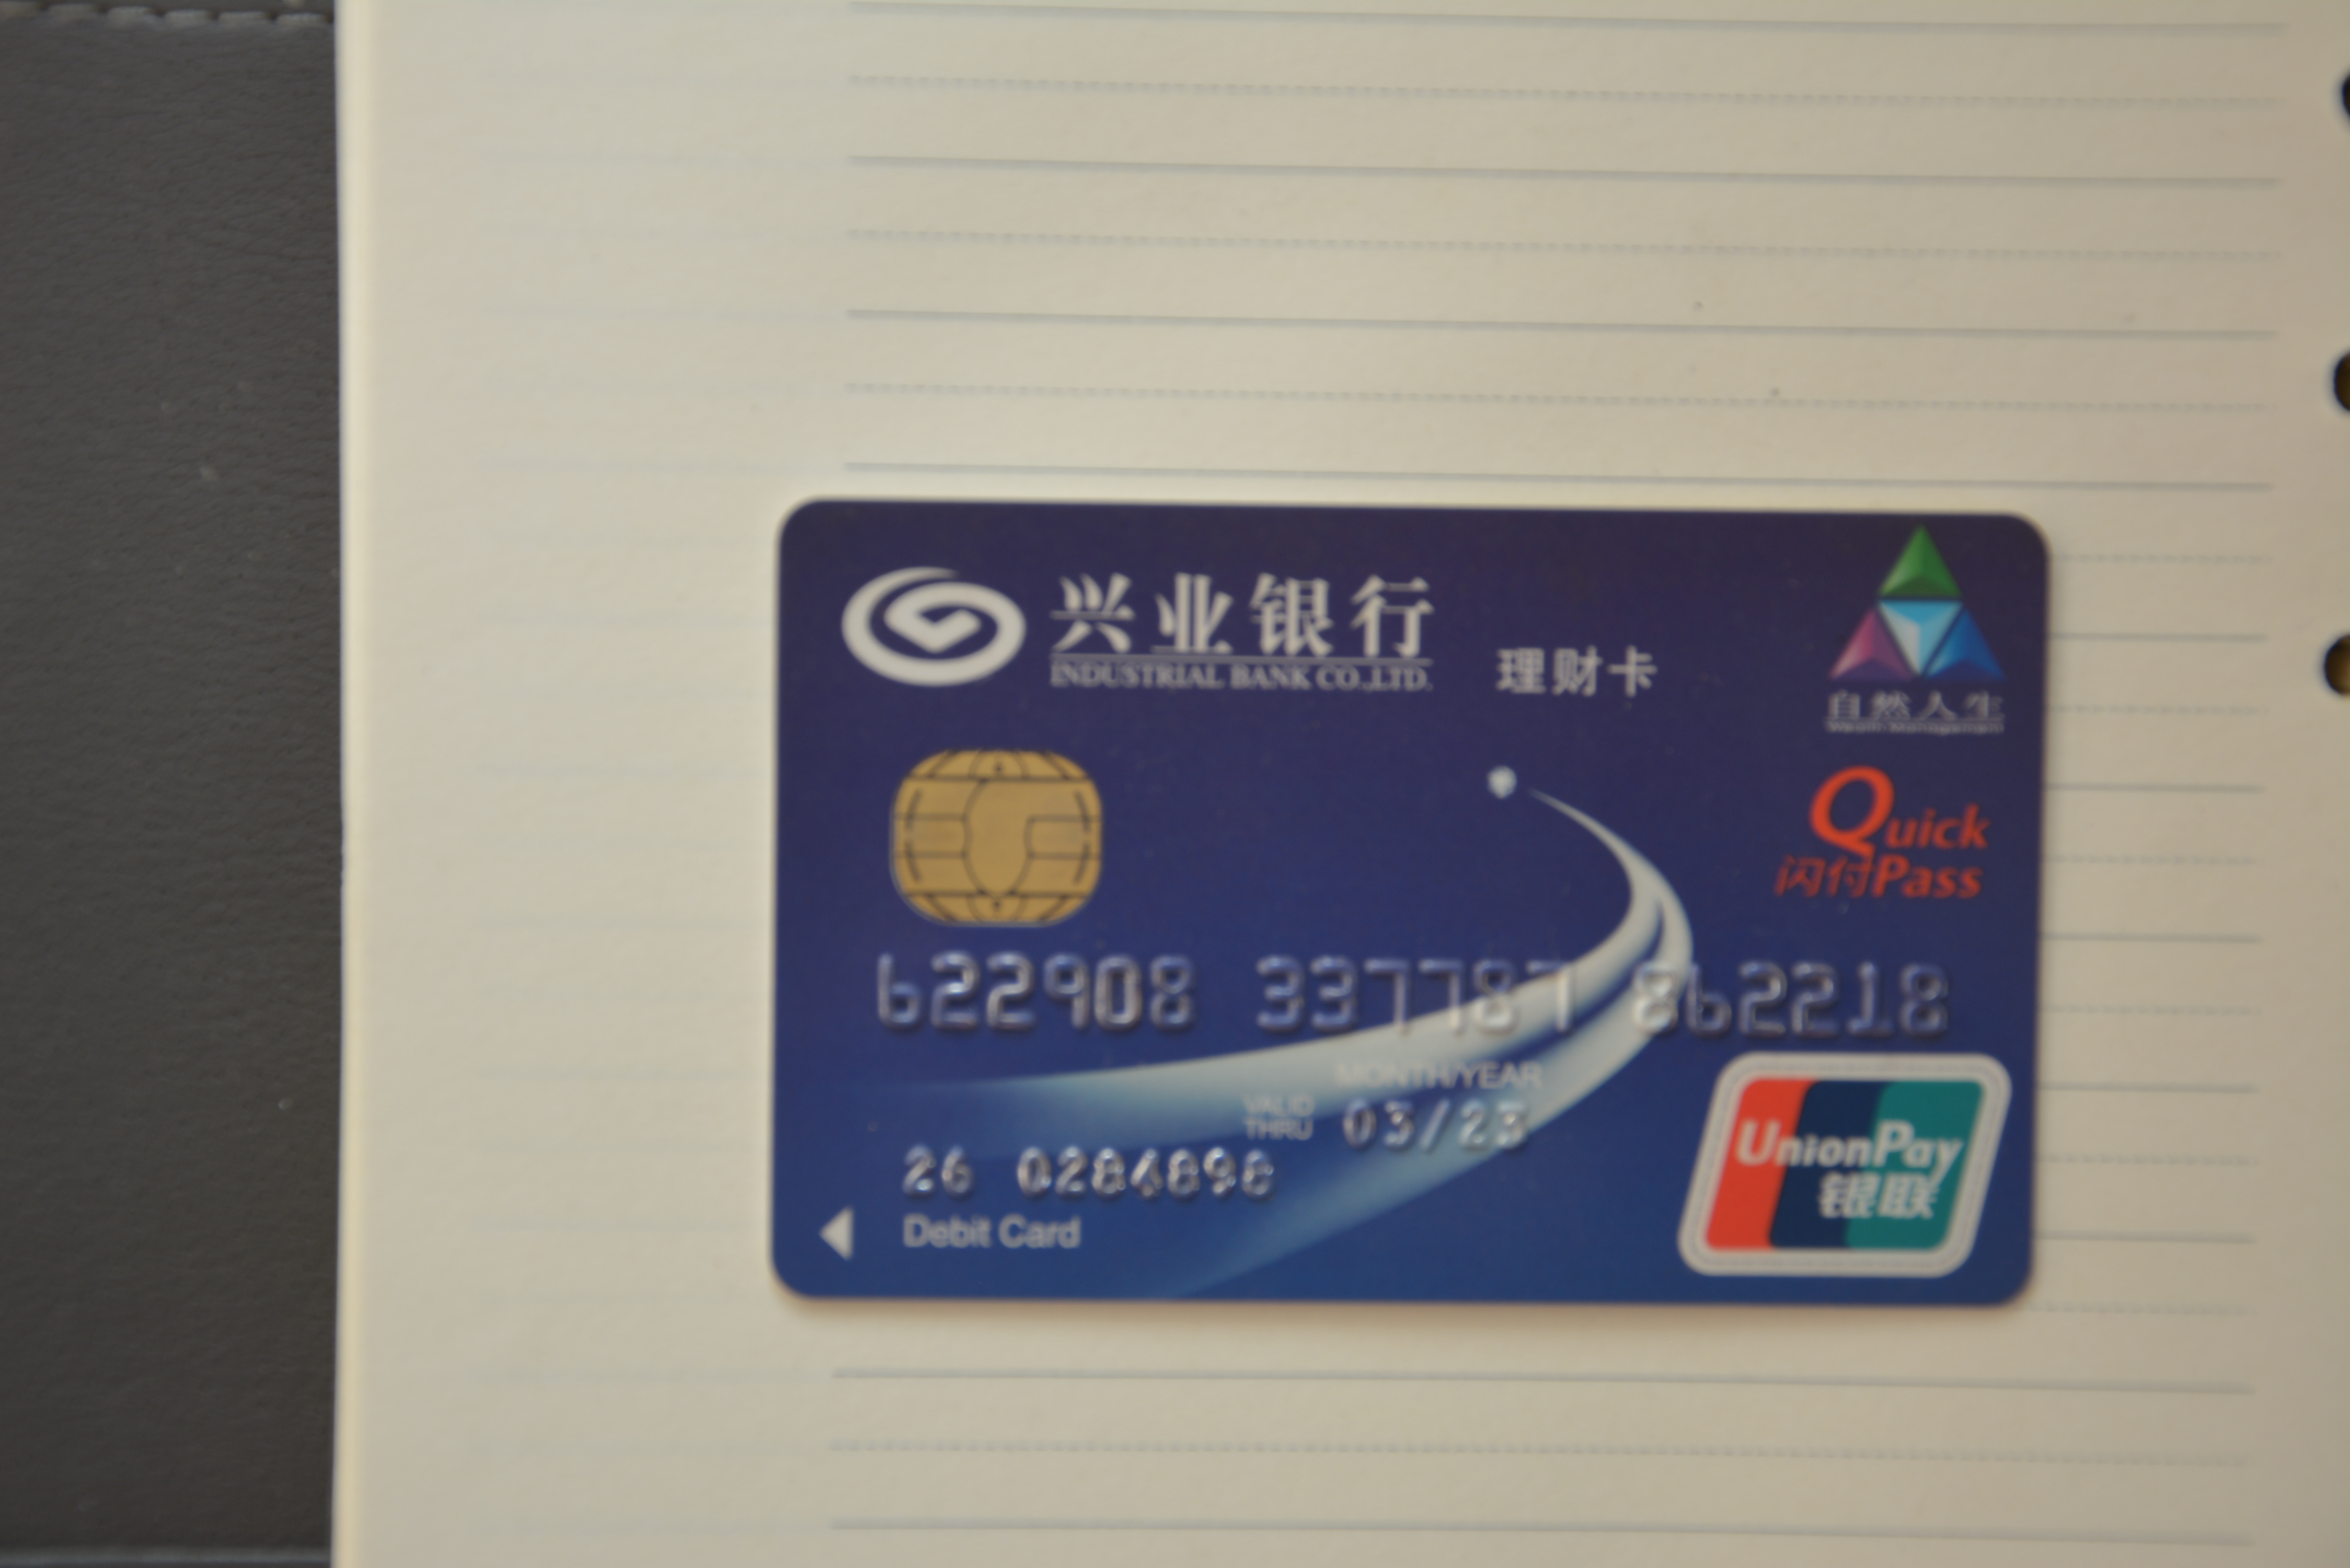 兴业银行
INDUSTRIAL BANK CO.,LTD.
理财卡
自然人生
Wealth Management
Quick
闪付Pass
622908 337787 862218
MONTH/YEAR
VALID
THRU
03/23
26 0284898
Debit Card
UnionPay
银联